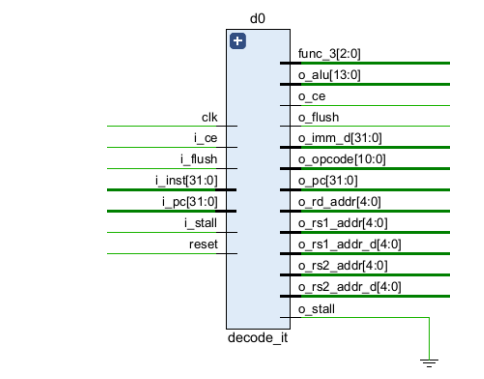 d0
clk
i_ce
i_flush
i_inst[31:0]
i_pc[31:0]
i_stall
reset
func_3[2:0]
o_alu[13:0]
o_ce
o_flush
o_imm_d[31:0]
o_opcode[10:0]
o_pc[31:0]
o_rd_addr[4:0]
o_rs1_addr[4:0]
o_rs1_addr_d[4:0]
o_rs2_addr[4:0]
o_rs2_addr_d[4:0]
o_stall
decode_it